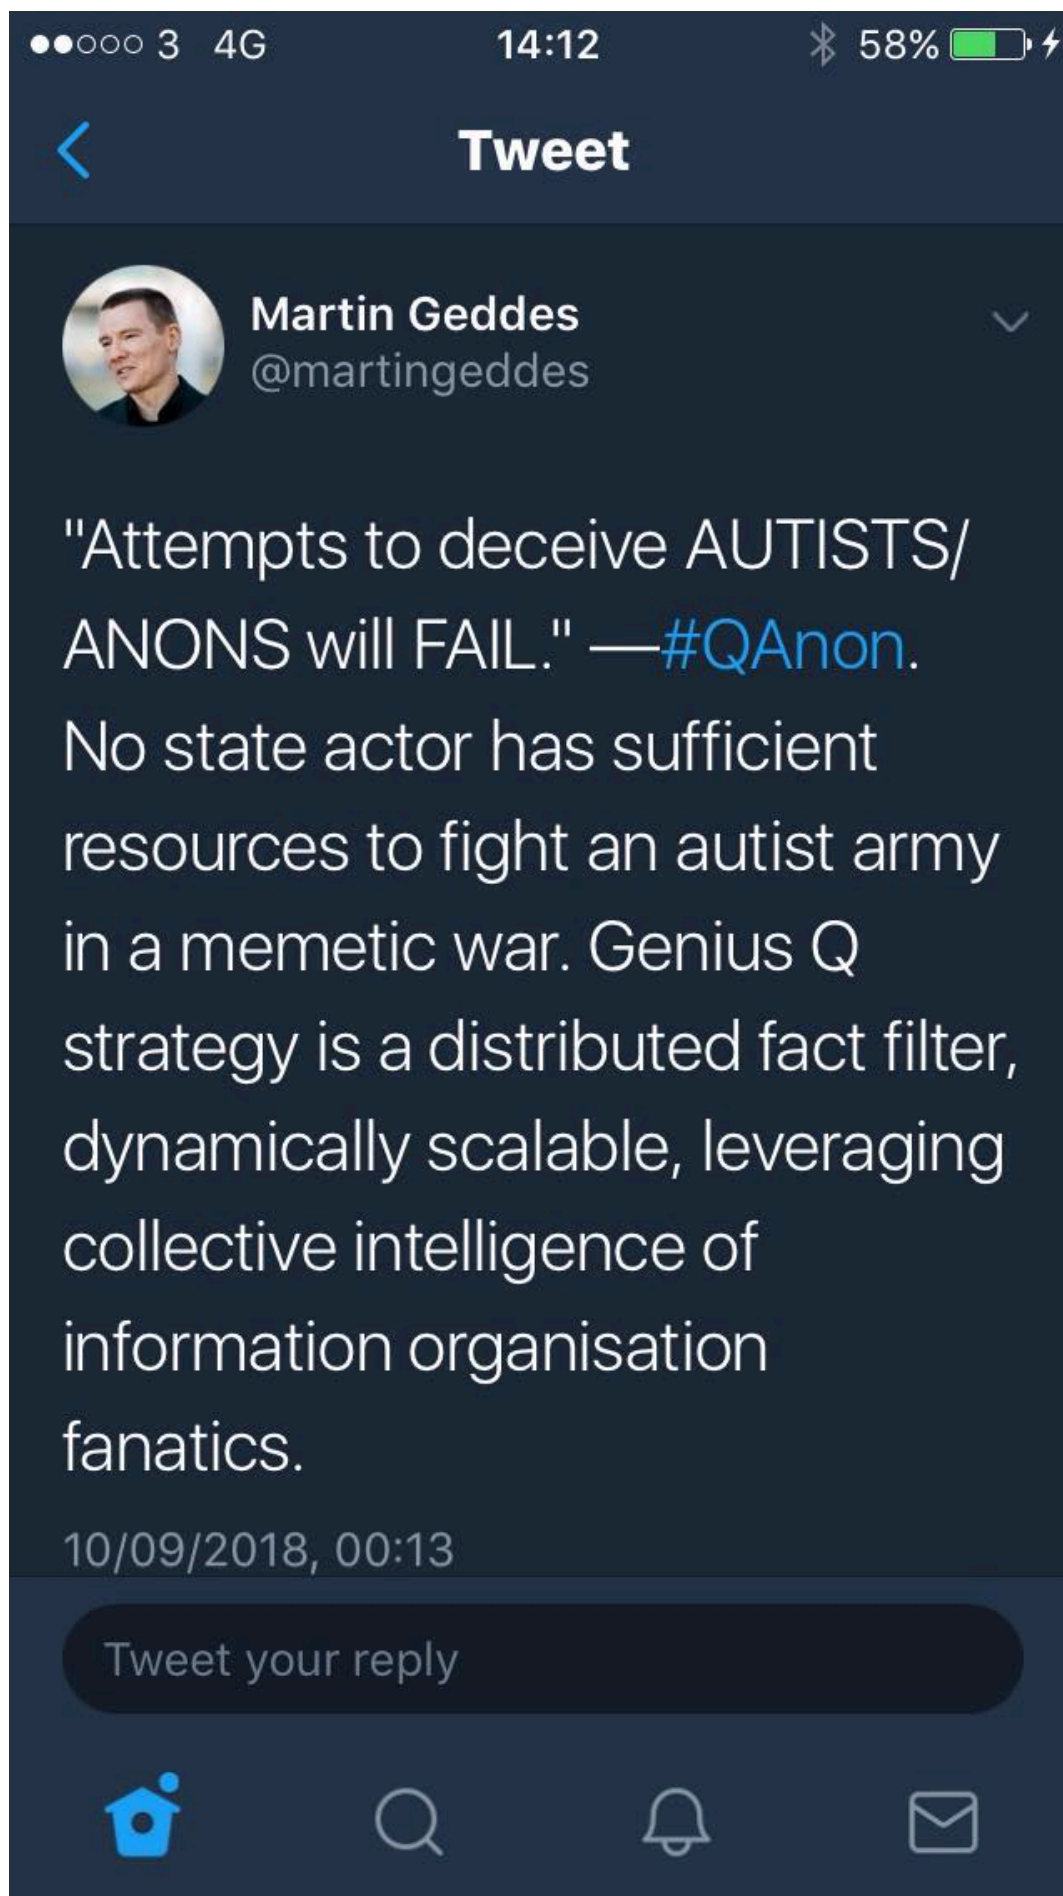 ●●○○○ 3 4G 14:12 58%
Tweet
Martin Geddes
@martingeddes
"Attempts to deceive AUTISTS/
ANONS will FAIL." —#QAnon.
No state actor has sufficient
resources to fight an autist army
in a memetic war. Genius Q
strategy is a distributed fact filter,
dynamically scalable, leveraging
collective intelligence of
information organisation
fanatics.
10/09/2018, 00:13
Tweet your reply